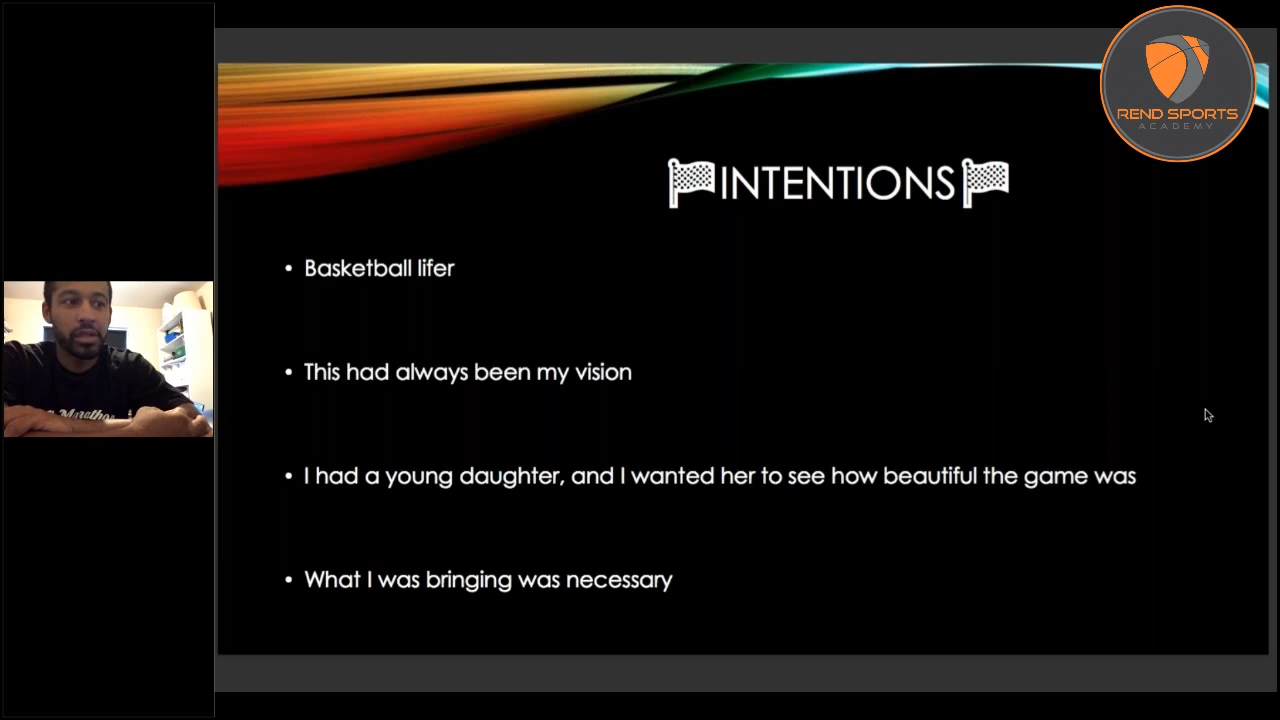 REND SPORTS
ACADEMY
INTENTIONS
• Basketball lifer
• This had always been my vision
• I had a young daughter, and I wanted her to see how beautiful the game was
• What I was bringing was necessary
Marathon